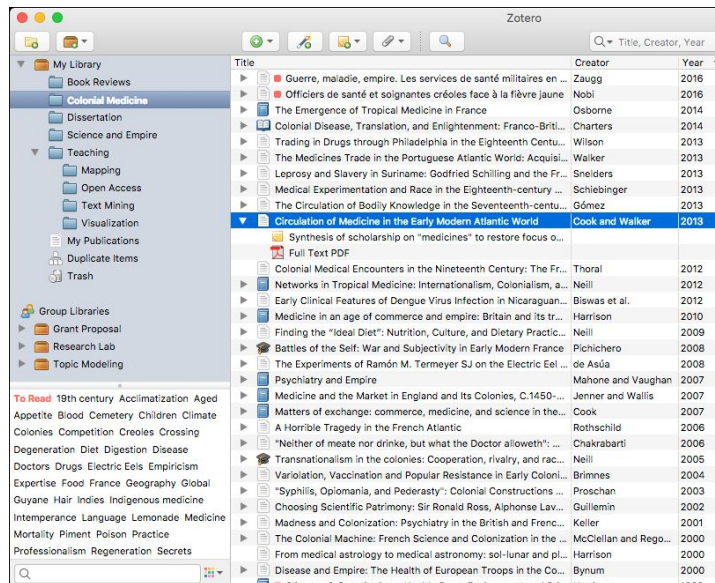 Zotero
Title, Creator, Year
My Library
Book Reviews
Colonial Medicine
Dissertation
Science and Empire
Teaching
Mapping
Open Access
Text Mining
Visualization
My Publications
Duplicate Items
Trash
Group Libraries
Grant Proposal
Research Lab
Topic Modeling
To Read 19th century Acclimatization Aged
Appetite Blood Cemetery Children Climate
Colonies Competition Creoles Crossing
Degeneration Diet Digestion Disease
Doctors Drugs Electric Eels Empiricism
Expertise Food France Geography Global
Guyane Hair Indies Indigenous medicine
Intemperance Language Lemonade Medicine
Mortality Piment Poison Practice
Professionalism Regeneration Secrets
Title Creator Year
Guerre, maladie, empire. Les services de santé militaires en ... Zaugg 2016
Officiers de santé et soignantes créoles face à la fièvre jaune Nobi 2016
The Emergence of Tropical Medicine in France Osborne 2014
Colonial Disease, Translation, and Enlightenment: Franco-Briti... Charters 2014
Trading in Drugs through Philadelphia in the Eighteenth Centu... Wilson 2013
The Medicines Trade in the Portuguese Atlantic World: Acquisi... Walker 2013
Leprosy and Slavery in Suriname: Godfried Schilling and the Fr... Snelders 2013
Medical Experimentation and Race in the Eighteenth-century ... Schiebinger 2013
The Circulation of Bodily Knowledge in the Seventeenth-centu... Gómez 2013
Circulation of Medicine in the Early Modern Atlantic World Cook and Walker 2013
Synthesis of scholarship on "medicines" to restore focus o...
Full Text PDF
Colonial Medical Encounters in the Nineteenth Century: The Fr... Thoral 2012
Networks in Tropical Medicine: Internationalism, Colonialism, a... Neill 2012
Early Clinical Features of Dengue Virus Infection in Nicaraguan... Biswas et al. 2012
Medicine in an age of commerce and empire: Britain and its tr... Harrison 2010
Finding the "Ideal Diet": Nutrition, Culture, and Dietary Practic... Neill 2009
Battles of the Self: War and Subjectivity in Early Modern France Pichichero 2008
The Experiments of Ramón M. Termeyer SJ on the Electric Eel ... de Asúa 2008
Psychiatry and Empire Mahone and Vaughan 2007
Medicine and the Market in England and Its Colonies, C.1450-... Jenner and Wallis 2007
Matters of exchange: commerce, medicine, and science in the... Cook 2007
A Horrible Tragedy in the French Atlantic Rothschild 2006
"Neither of meate nor drinke, but what the Doctor alloweth": ... Chakrabarti 2006
Transnationalism in the colonies: Cooperation, rivalry, and rac... Neill 2005
Variolation, Vaccination and Popular Resistance in Early Coloni... Brimnes 2004
"Syphilis, Opiomania, and Pederasty": Colonial Constructions ... Proschan 2003
Choosing Scientific Patrimony: Sir Ronald Ross, Alphonse Lav... Guillemin 2002
Madness and Colonization: Psychiatry in the British and Frenc... Keller 2001
The Colonial Machine: French Science and Colonization in the ... McClellan and Rego... 2000
From medical astrology to medical astronomy: sol-lunar and pl... Harrison 2000
Disease and Empire: The Health of European Troops in the Co... Bynum 2000